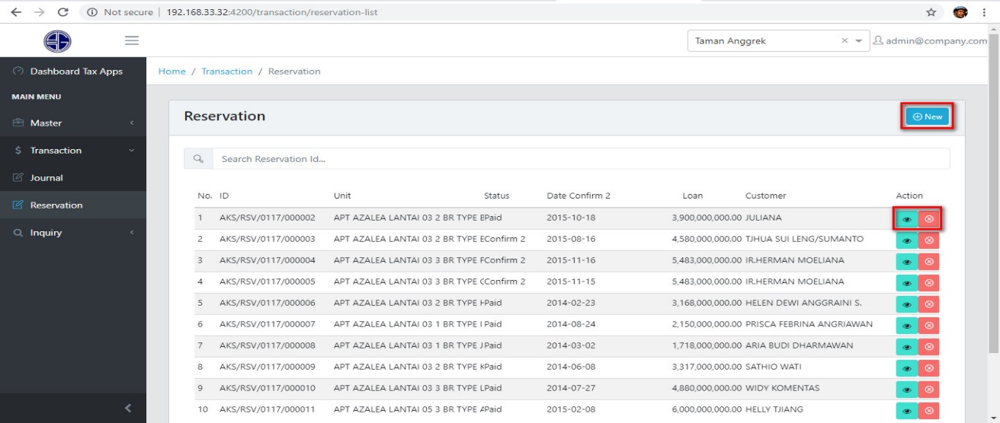 Not secure | 192.168.33.32:4200/transaction/reservation-list
Taman Anggrek × admin@company.com
Dashboard Tax Apps
Home / Transaction / Reservation
MAIN MENU
Master
Transaction
Journal
Reservation
Inquiry
Reservation
New
Search Reservation Id...
No. ID Unit Status Date Confirm 2 Loan Customer Action
1 AKS/RSV/0117/000002 APT AZALEA LANTAI 03 2 BR TYPE E Paid 2015-10-18 3,900,000,000.00 JULIANA
2 AKS/RSV/0117/000003 APT AZALEA LANTAI 03 2 BR TYPE E Confirm 2 2015-08-16 4,580,000,000.00 TJHUA SUI LENG/SUMANTO
3 AKS/RSV/0117/000004 APT AZALEA LANTAI 03 3 BR TYPE F Confirm 2 2015-11-16 5,483,000,000.00 IR.HERMAN MOELIANA
4 AKS/RSV/0117/000005 APT AZALEA LANTAI 03 3 BR TYPE Confirm 2 2015-11-15 5,483,000,000.00 IR.HERMAN MOELIANA
5 AKS/RSV/0117/000006 APT AZALEA LANTAI 03 2 BR TYPE Paid 2014-02-23 3,168,000,000.00 HELEN DEWI ANGGRAINI S.
6 AKS/RSV/0117/000007 APT AZALEA LANTAI 03 1 BR TYPE I Paid 2014-08-24 2,150,000,000.00 PRISCA FEBRINA ANGRIAWAN
7 AKS/RSV/0117/000008 APT AZALEA LANTAI 03 1 BR TYPE J Paid 2014-03-02 1,718,000,000.00 ARIA BUDI DHARMAWAN
8 AKS/RSV/0117/000009 APT AZALEA LANTAI 03 2 BR TYPE K Paid 2014-06-08 3,317,000,000.00 SATHIO WATI
9 AKS/RSV/0117/000010 APT AZALEA LANTAI 03 3 BR TYPE L Paid 2014-07-27 4,880,000,000.00 WIDY KOMENTAS
10 AKS/RSV/0117/000011 APT AZALEA LANTAI 05 3 BR TYPE A Paid 2015-02-08 6,000,000,000.00 HELLY TJIANG